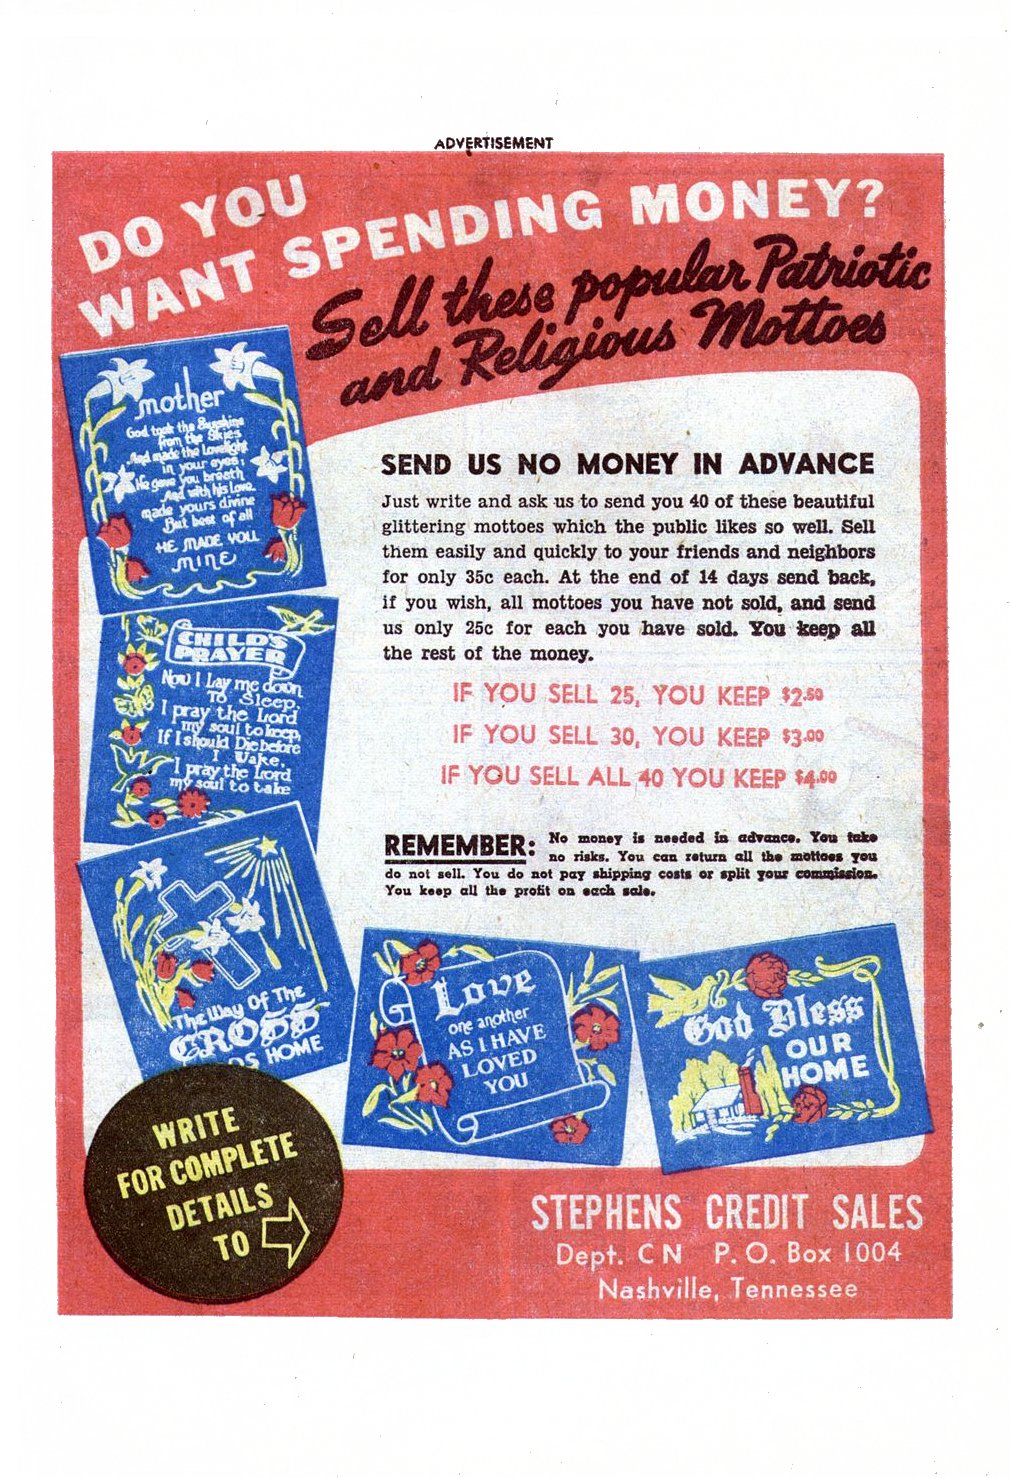 ADVERTISEMENT
DO YOU
WANT SPENDING MONEY?
Sell these popular Patriotic
and Religious Mottoes
mother
God took the Sunshine
from the Skies
And made the Lovelight
in your eyes;
He gave you breath
And with his Love
made yours divine
But best of all
HE MADE YOU
MINE
SEND US NO MONEY IN ADVANCE
Just write and ask us to send you 40 of these beautiful
glittering mottoes which the public likes so well. Sell
them easily and quickly to your friends and neighbors
for only 35c each. At the end of 14 days send back,
if you wish, all mottoes you have not sold, and send
us only 25c for each you have sold. You keep all
the rest of the money.
IF YOU SELL 25, YOU KEEP $2.50
IF YOU SELL 30, YOU KEEP $3.00
IF YOU SELL ALL 40 YOU KEEP $4.00
REMEMBER: No money is needed in advance. You take
no risks. You can return all the mottoes you
do not sell. You do not pay shipping costs or split your commission.
You keep all the profit on each sale.
CHILD'S
PRAYER
Now I Lay me down
To Sleep,
I pray the Lord
my soul to keep,
If I should Die before
I Wake,
I pray the Lord
my soul to take
The Way Of The
CROSS
HOME
Love
one another
AS I HAVE
LOVED
YOU
God Bless
OUR
HOME
WRITE
FOR COMPLETE
DETAILS
TO
STEPHENS CREDIT SALES
Dept. CN P. O. Box 1004
Nashville, Tennessee